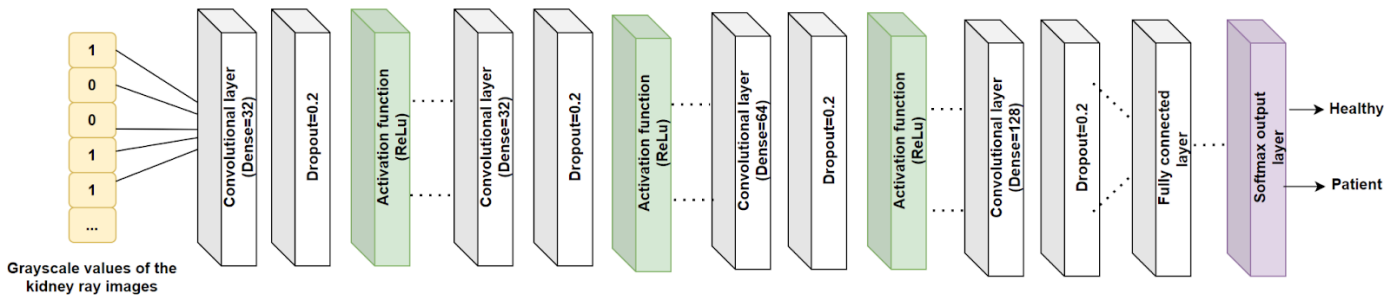 1
0
0
1
1
...
Grayscale values of the
kidney ray images
Convolutional layer
(Dense=32)
Dropout=0.2
Activation function
(ReLu)
Convolutional layer
(Dense=32)
Dropout=0.2
Activation function
(ReLu)
Convolutional layer
(Dense=64)
Dropout=0.2
Activation function
(ReLu)
Convolutional layer
(Dense=128)
Dropout=0.2
Fully connected
layer
Softmax output
layer
Healthy
Patient